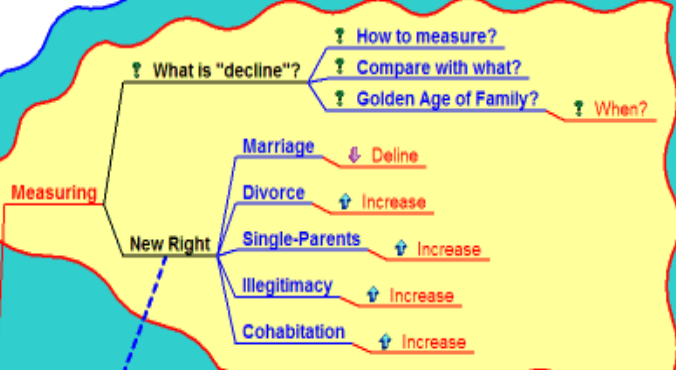 How to measure?
What is "decline"?
Compare with what?
Golden Age of Family?
When?
Measuring
Marriage
Deline
Divorce
Increase
New Right
Single-Parents
Increase
Illegitimacy
Increase
Cohabitation
Increase